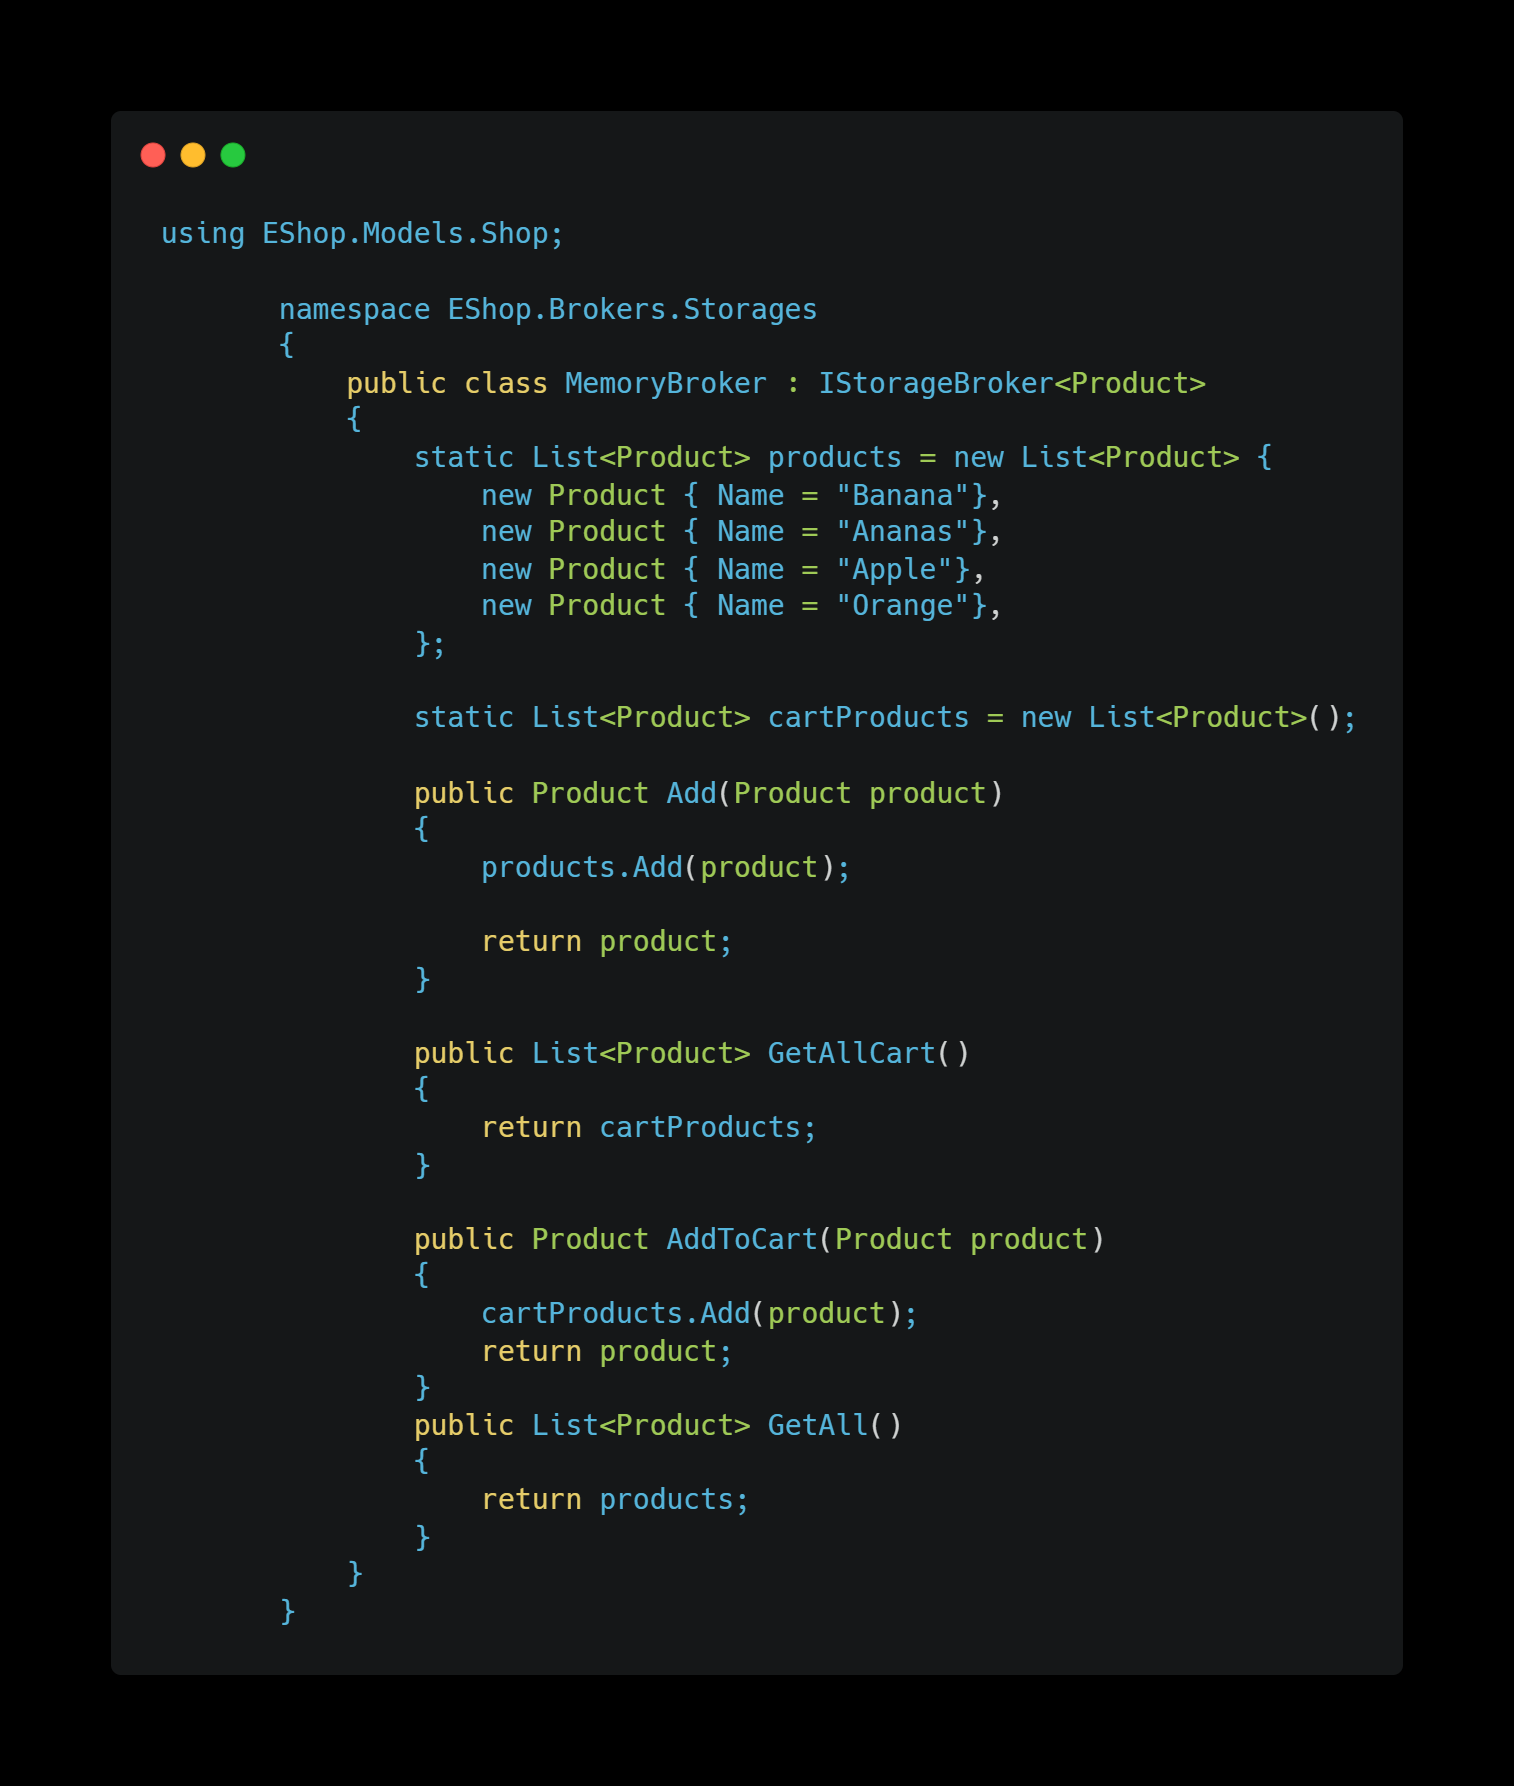 using EShop.Models.Shop;
namespace EShop.Brokers.Storages
{
public class MemoryBroker : IStorageBroker<Product>
{
static List<Product> products = new List<Product> {
new Product { Name = "Banana"},
new Product { Name = "Ananas"},
new Product { Name = "Apple"},
new Product { Name = "Orange"},
};
static List<Product> cartProducts = new List<Product>();
public Product Add(Product product)
{
products.Add(product);
return product;
}
public List<Product> GetAllCart()
{
return cartProducts;
}
public Product AddToCart(Product product)
{
cartProducts.Add(product);
return product;
}
public List<Product> GetAll()
{
return products;
}
}
}